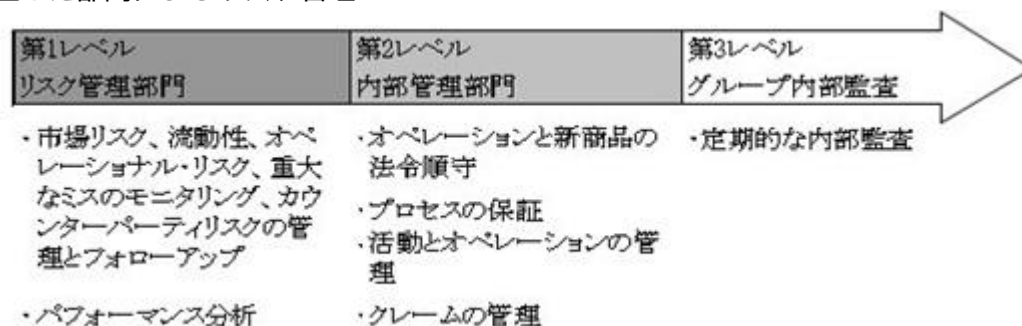 第1レベル
リスク管理部門
・市場リスク、流動性、オペ
レーショナル・リスク、重大
なミスのモニタリング、カウ
ンターパーティリスクの管
理とフォローアップ
・パフォーマンス分析
第2レベル
内部管理部門
・オペレーションと新商品の
法令順守
・プロセスの保証
・活動とオペレーションの管
理
・クレームの管理
第3レベル
グループ内部監査
・定期的な内部監査